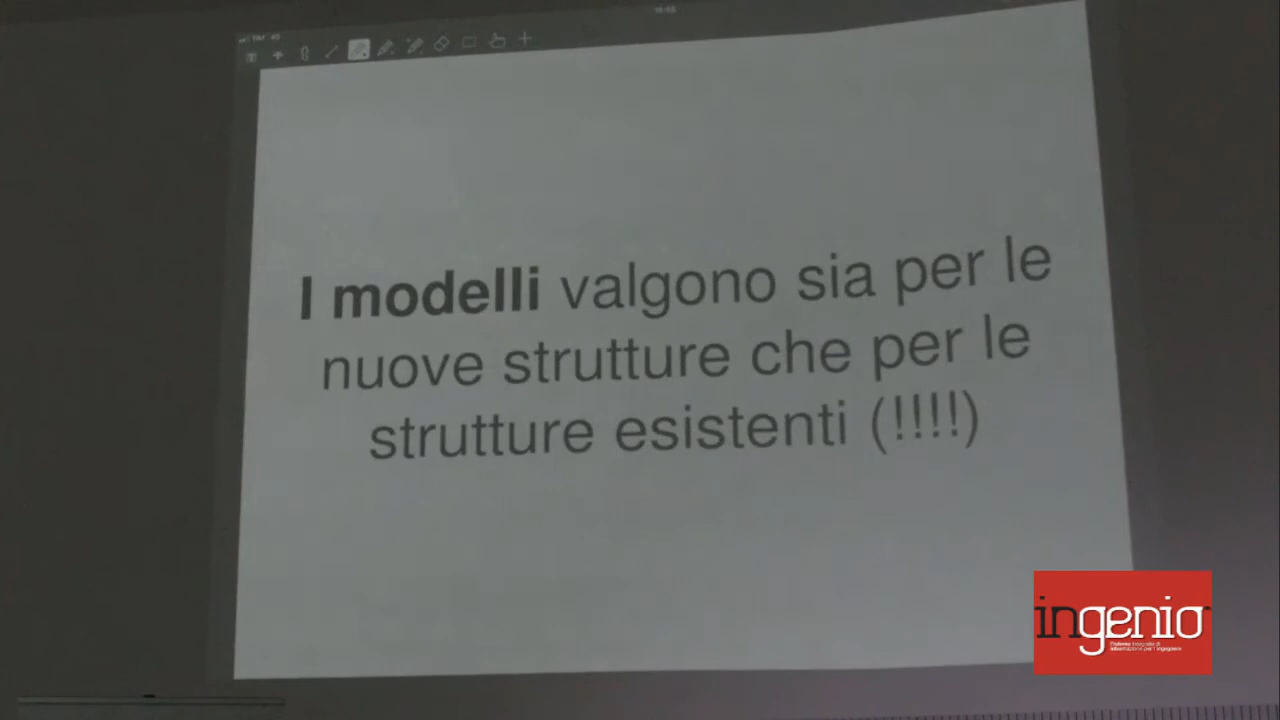 I modelli valgono sia per le
nuove strutture che per le
strutture esistenti (!!!!)
ingenio